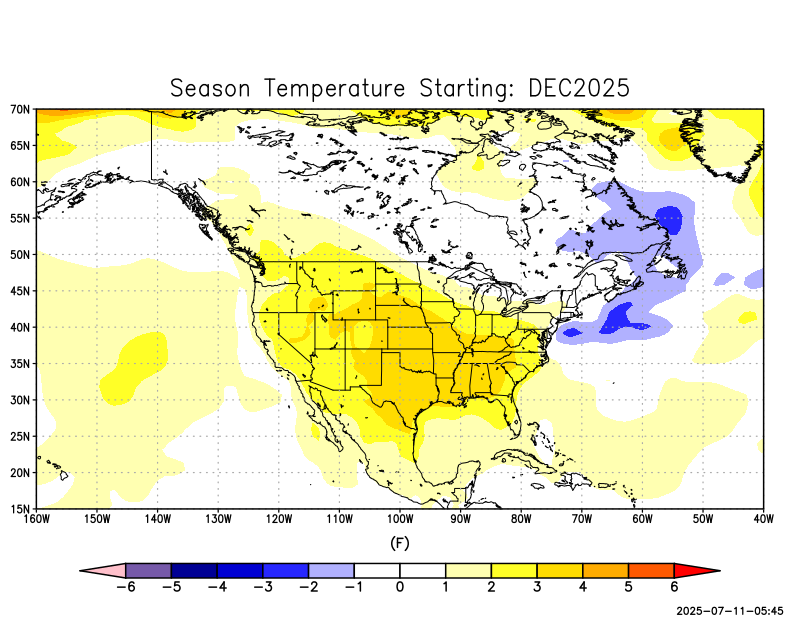 Season Temperature Starting: DEC2025
70N
65N
60N
55N
50N
45N
40N
35N
30N
25N
20N
15N
160W 150W 140W 130W 120W 110W 100W 90W 80W 70W 60W 50W 40W
(F)
−6 −5 −4 −3 −2 −1 0 1 2 3 4 5 6
2025-07-11-05:45